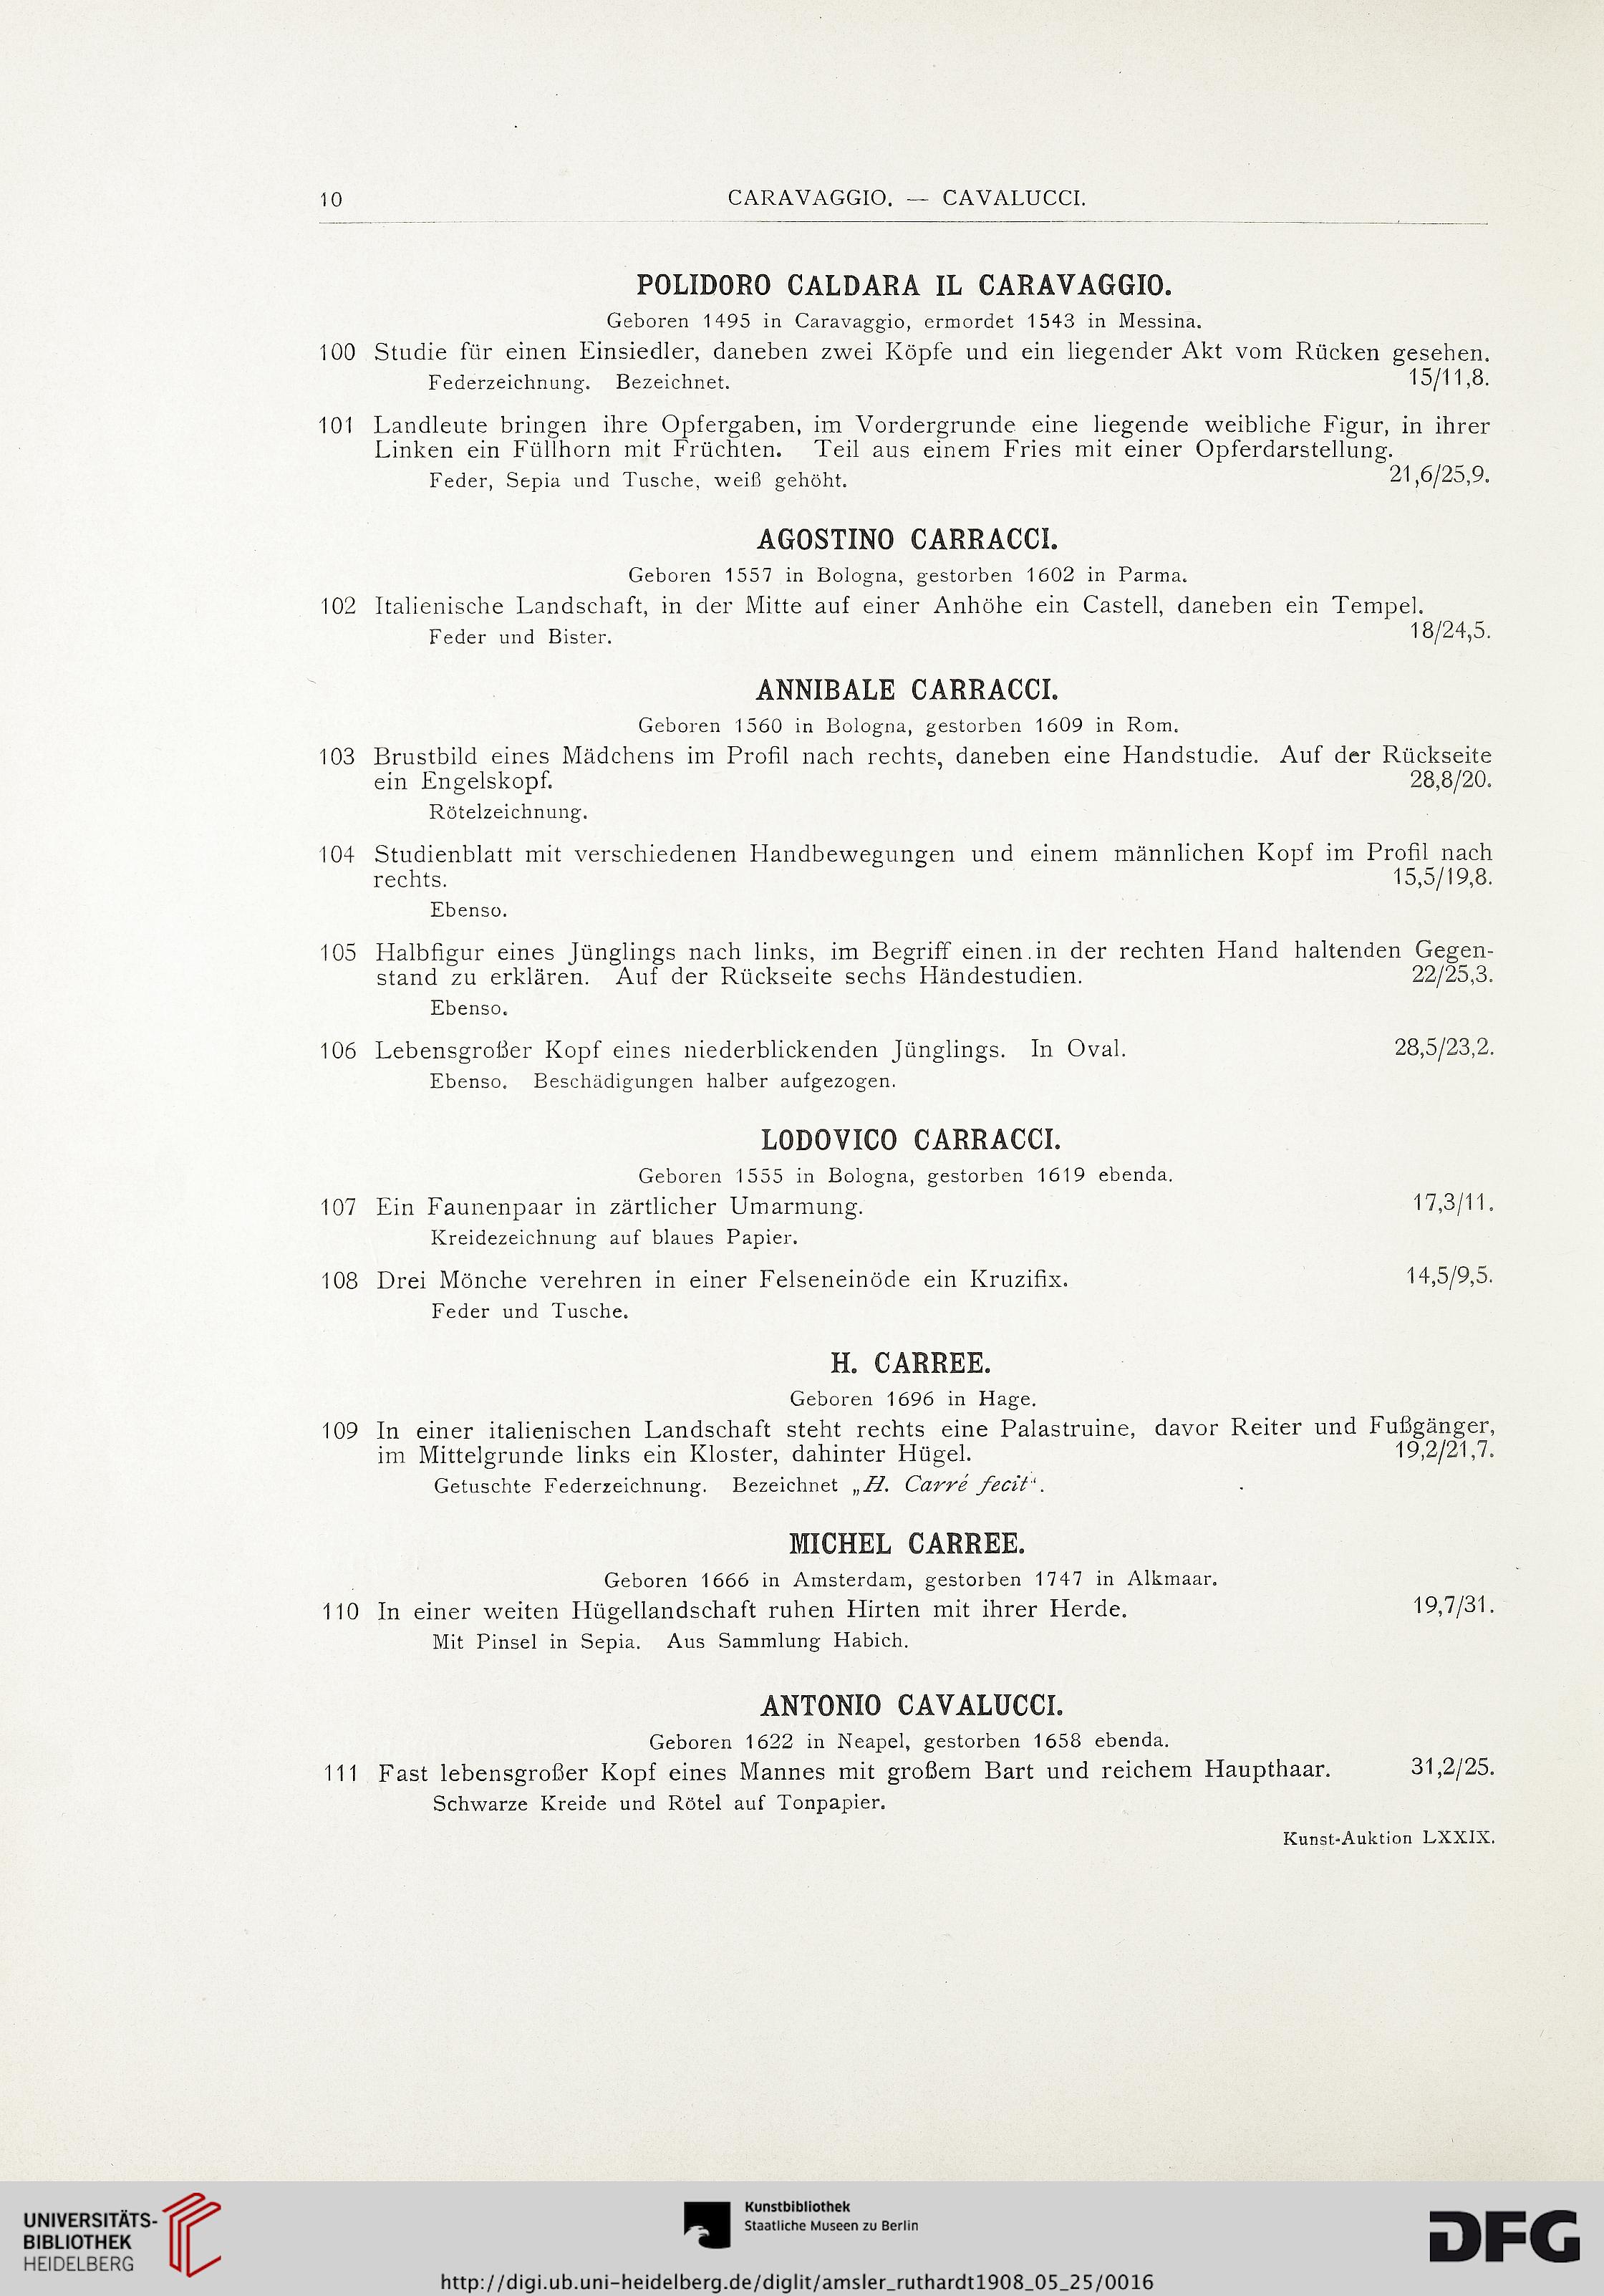 10
CARAVAGGIO. — CAVALUCCI.
POLIDORO CALDARA IL CARAVAGGIO.
Geboren 1495 in Caravaggio, ermordet 1543 in Messina.
100 Studie für einen Einsiedler, daneben zwei Köpfe und ein liegender Akt vom Rücken gesehen.
Federzeichnung. Bezeichnet. 15/11,8.
101 Landleute bringen ihre Opfergaben, im Vordergrunde eine liegende weibliche Figur, in ihrer
Linken ein Füllhorn mit Früchten. Teil aus einem Fries mit einer Opferdarstellung.
Feder, Sepia und Tusche, weiß gehöht. 21,6/25,9.
AGOSTINO CARRACCI.
Geboren 1557 in Bologna, gestorben 1602 in Parma.
102 Italienische Landschaft, in der Mitte auf einer Anhöhe ein Castell, daneben ein Tempel.
Feder und Bister. 18/24,5.
ANNIBALE CARRACCI.
Geboren 1560 in Bologna, gestorben 1609 in Rom.
103 Brustbild eines Mädchens im Profil nach rechts, daneben eine Handstudie. Auf der Rückseite
ein Engelskopf. 28,8/20.
Rötelzeichnung.
104 Studienblatt mit verschiedenen Handbewegungen und einem männlichen Kopf im Profil nach
rechts. 15,5/19,8.
Ebenso.
105 Halbfigur eines Jünglings nach links, im Begriff einen in der rechten Hand haltenden Gegen-
stand zu erklären. Auf der Rückseite sechs Händestudien. 22/25,3.
Ebenso.
106 Lebensgroßer Kopf eines niederblickenden Jünglings. In Oval. 28,5/23,2.
Ebenso. Beschädigungen halber aufgezogen.
LODOVICO CARRACCI.
Geboren 1555 in Bologna, gestorben 1619 ebenda.
107 Ein Faunenpaar in zärtlicher Umarmung. 17,3/11.
Kreidezeichnung auf blaues Papier.
108 Drei Mönche verehren in einer Felseneinöde ein Kruzifix. 14,5/9,5.
Feder und Tusche.
H. CARREE.
Geboren 1696 in Hage.
109 In einer italienischen Landschaft steht rechts eine Palastruine, davor Reiter und Fußgänger,
im Mittelgrunde links ein Kloster, dahinter Hügel. 19,2/21,7.
Getuschte Federzeichnung. Bezeichnet „H. Carré fecit“.
MICHEL CARREE.
Geboren 1666 in Amsterdam, gestorben 1747 in Alkmaar.
110 In einer weiten Hügellandschaft ruhen Hirten mit ihrer Herde. 19,7/31.
Mit Pinsel in Sepia. Aus Sammlung Habich.
ANTONIO CAVALUCCI.
Geboren 1622 in Neapel, gestorben 1658 ebenda.
111 Fast lebensgroßer Kopf eines Mannes mit großem Bart und reichem Haupthaar. 31,2/25.
Schwarze Kreide und Rötel auf Tonpapier.
Kunst-Auktion LXXIX.
UNIVERSITÄTS-
BIBLIOTHEK
HEIDELBERG
Kunstbibliothek
Staatliche Museen zu Berlin
DFG
http://digi.ub.uni-heidelberg.de/diglit/amsler_ruthardt1908_05_25/0016